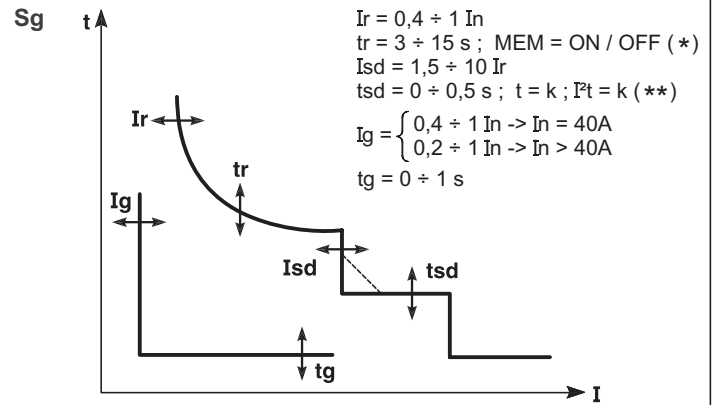 Sg
t
Ir = 0,4 ÷ 1 In
tr = 3 ÷ 15 s ; MEM = ON / OFF (*)
Isd = 1,5 ÷ 10 Ir
tsd = 0 ÷ 0,5 s ; t = k ; I²t = k (**)
Ig = { 0,4 ÷ 1 In -> In = 40A
0,2 ÷ 1 In -> In > 40A
tg = 0 ÷ 1 s
Ir
tr
Ig
Isd
tsd
tg
I